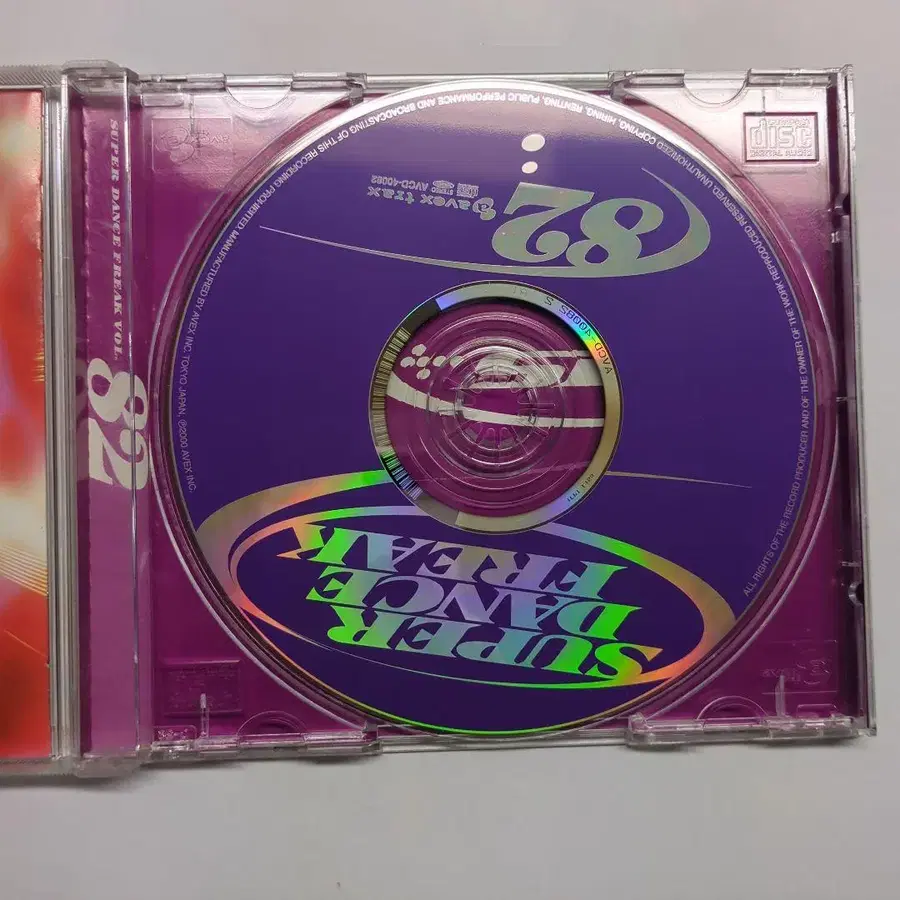 SUPER DANCE FREAK VOL.
82
82
avex trax
AVCD-40082
SUPER
DANCE
FREAK
ALL RIGHTS OF THE RECORD PRODUCER AND OF THE OWNER OF THE WORK REPRODUCED RESERVED. UNAUTHORIZED COPYING, HIRING, RENTING, PUBLIC PERFORMANCE AND BROADCASTING OF THIS RECORDING PROHIBITED. MANUFACTURED BY AVEX INC. TOKYO JAPAN. ℗2000 AVEX INC.
COMPACT
disc
DIGITAL AUDIO